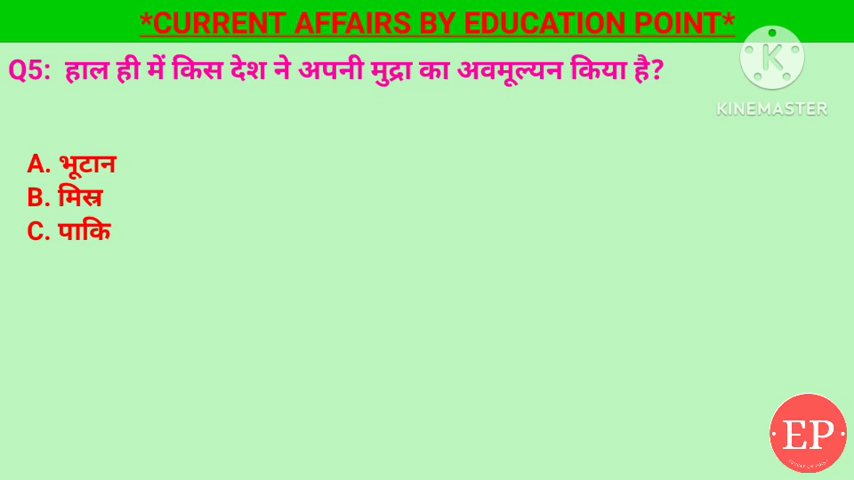 *CURRENT AFFAIRS BY EDUCATION POINT*
Q5: हाल ही में किस देश ने अपनी मुद्रा का अवमूल्यन किया है?
KINEMASTER
A. भूटान
B. मिस्र
C. पाकि
EP